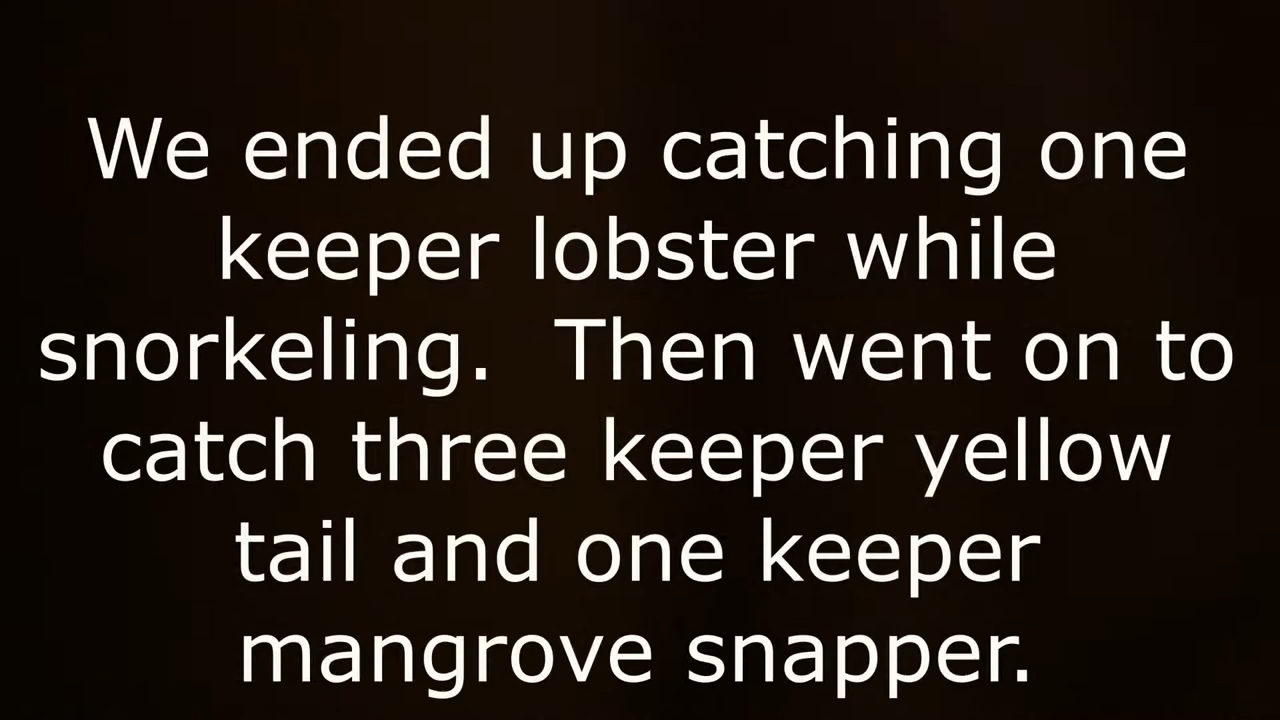 We ended up catching one
keeper lobster while
snorkeling.  Then went on to
catch three keeper yellow
tail and one keeper
mangrove snapper.